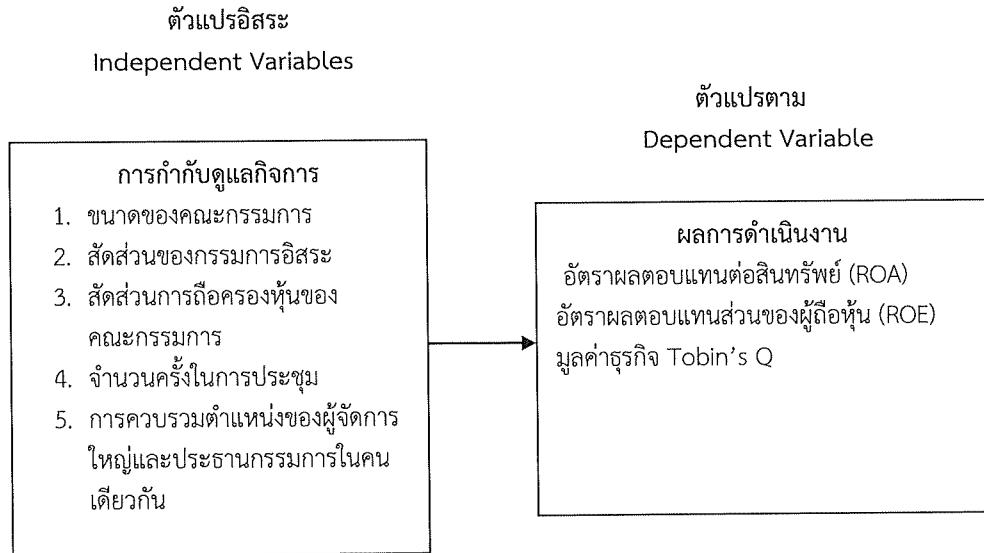 ตัวแปรอิสระ
Independent Variables
ตัวแปรตาม
Dependent Variable
การกำกับดูแลกิจการ
1. ขนาดของคณะกรรมการ
2. สัดส่วนของกรรมการอิสระ
3. สัดส่วนการถือครองหุ้นของ
คณะกรรมการ
4. จำนวนครั้งในการประชุม
5. การควบรวมตำแหน่งของผู้จัดการ
ใหญ่และประธานกรรมการในคน
เดียวกัน
ผลการดำเนินงาน
อัตราผลตอบแทนต่อสินทรัพย์ (ROA)
อัตราผลตอบแทนส่วนของผู้ถือหุ้น (ROE)
มูลค่าธุรกิจ Tobin's Q